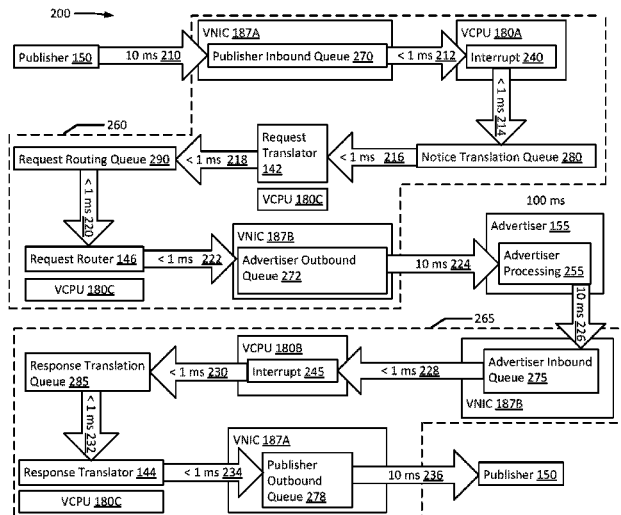 200
VNIC 187A
VCPU 180A
Publisher 150
10 ms 210
Publisher Inbound Queue 270
< 1 ms 212
Interrupt 240
< 1 ms 214
260
Request Routing Queue 290
< 1 ms 218
Request Translator 142
< 1 ms 216
Notice Translation Queue 280
VCPU 180C
< 1 ms 220
100 ms
VNIC 187B
Advertiser 155
Request Router 146
< 1 ms 222
Advertiser Outbound Queue 272
10 ms 224
Advertiser Processing 255
VCPU 180C
10 ms 226
265
VCPU 180B
Response Translation Queue 285
< 1 ms 230
Interrupt 245
< 1 ms 228
Advertiser Inbound Queue 275
VNIC 187B
< 1 ms 232
VNIC 187A
Response Translator 144
< 1 ms 234
Publisher Outbound Queue 278
10 ms 236
Publisher 150
VCPU 180C